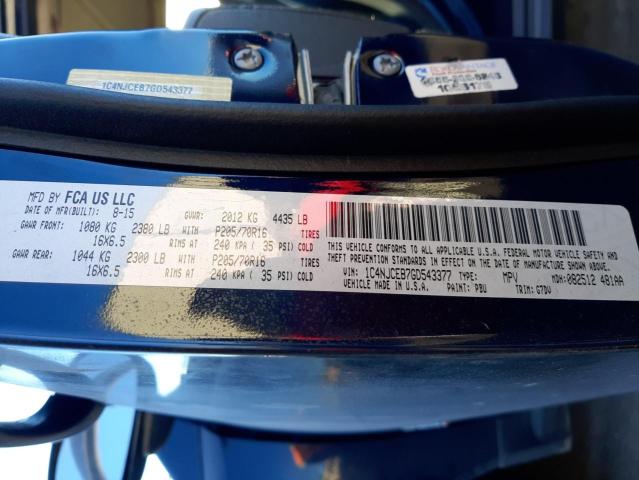 1C4NJCEB7GD543377
MFD BY FCA US LLC
DATE OF MFR(BUILT): 8-15 GVWR: 2012 KG 4435 LB
GAWR FRONT: 1080 KG 2380 LB WITH P205/70R16 TIRES
16X6.5 RIMS AT 240 KPA ( 35 PSI) COLD
GAWR REAR: 1044 KG 2300 LB WITH P205/70R16 TIRES
16X6.5 RIMS AT 240 KPA ( 35 PSI) COLD
THIS VEHICLE CONFORMS TO ALL APPLICABLE U.S.A. FEDERAL MOTOR VEHICLE SAFETY AND
THEFT PREVENTION STANDARDS IN EFFECT ON THE DATE OF MANUFACTURE SHOWN ABOVE.
VIN: 1C4NJCEB7GD543377 TYPE: MPV MDH: 082512 481AA
VEHICLE MADE IN U.S.A. PAINT: PBU TRIM: G7DV